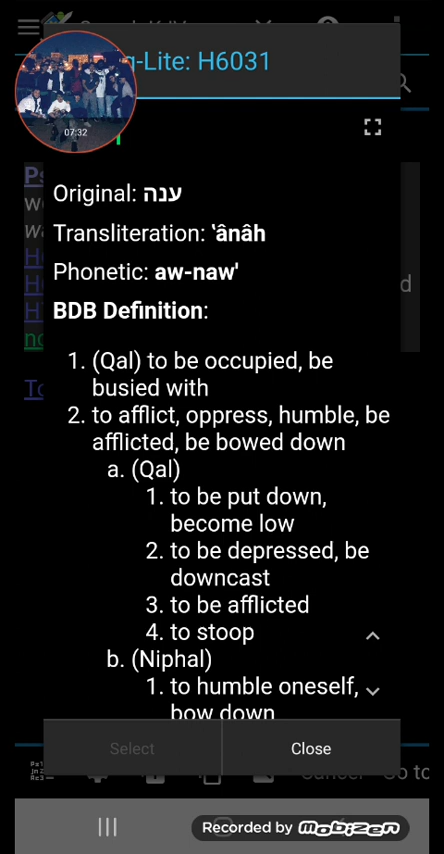 -Lite: H6031
07:32
Original: ענה
Transliteration: ‛ânâh
Phonetic: aw-naw'
BDB Definition:
1. (Qal) to be occupied, be
busied with
2. to afflict, oppress, humble, be
afflicted, be bowed down
a. (Qal)
1. to be put down,
become low
2. to be depressed, be
downcast
3. to be afflicted
4. to stoop
b. (Niphal)
1. to humble oneself,
bow down
Select
Close
Recorded by Mobizen